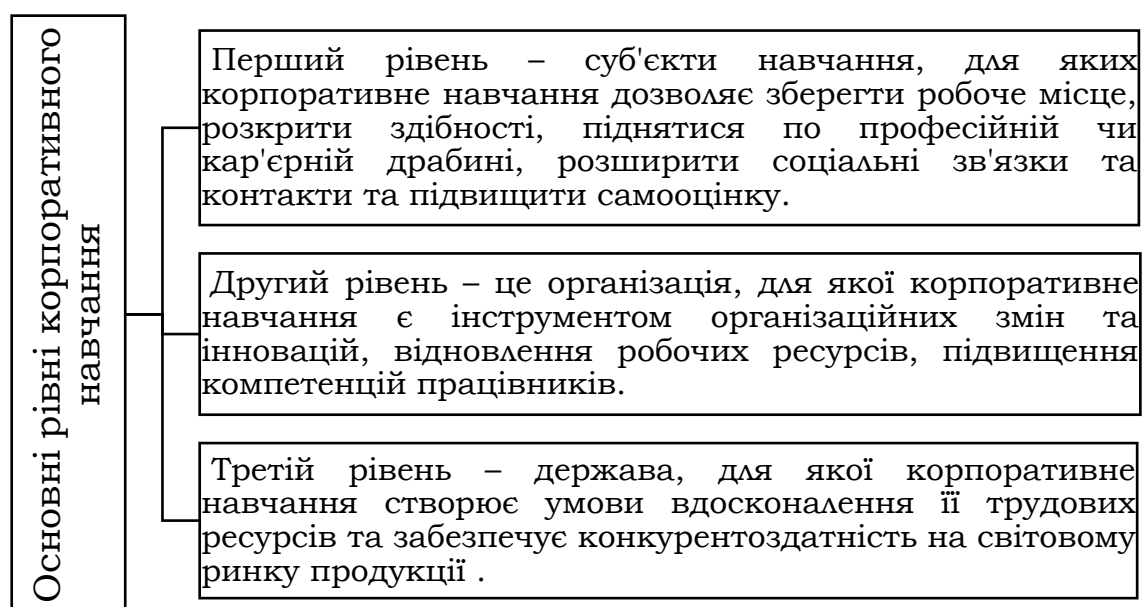 Основні рівні корпоративного
навчання
Перший рівень – суб'єкти навчання, для яких
корпоративне навчання дозволяє зберегти робоче місце,
розкрити здібності, піднятися по професійній чи
кар'єрній драбині, розширити соціальні зв'язки та
контакти та підвищити самооцінку.
Другий рівень – це організація, для якої корпоративне
навчання є інструментом організаційних змін та
інновацій, відновлення робочих ресурсів, підвищення
компетенцій працівників.
Третій рівень – держава, для якої корпоративне
навчання створює умови вдосконалення її трудових
ресурсів та забезпечує конкурентоздатність на світовому
ринку продукції .